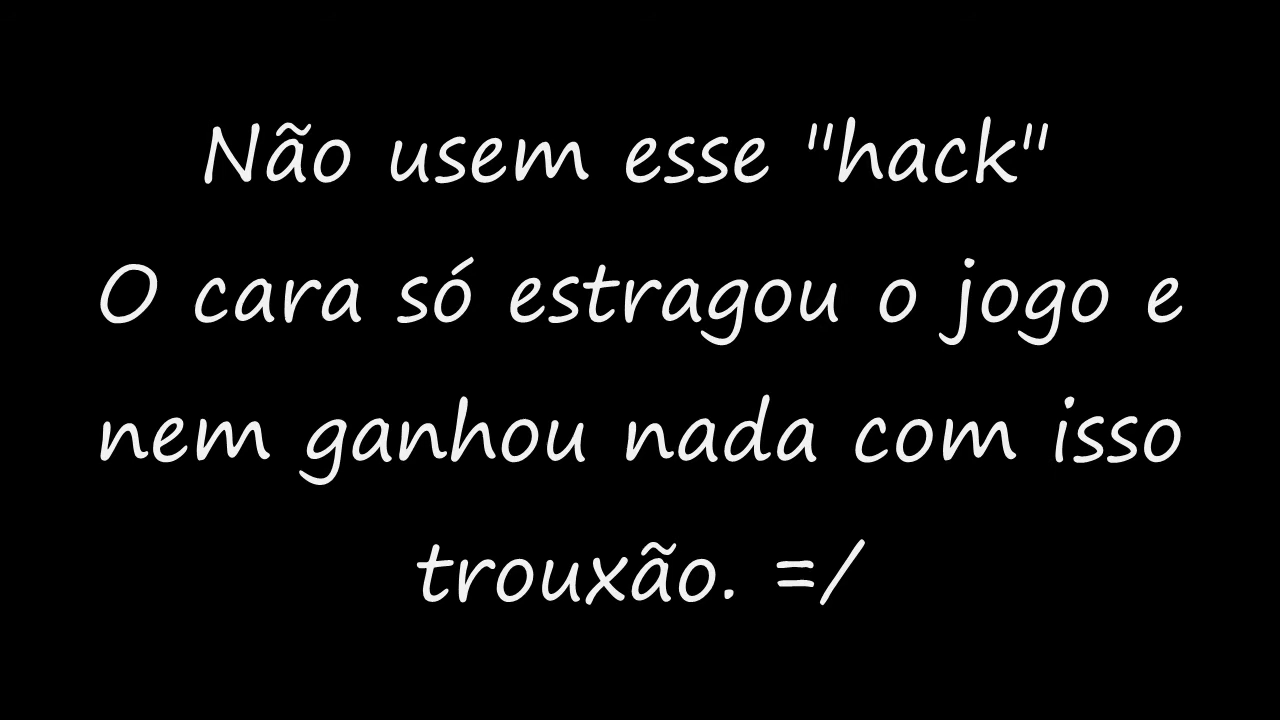 Não usem esse "hack"
O cara só estragou o jogo e
nem ganhou nada com isso
trouxão. =/